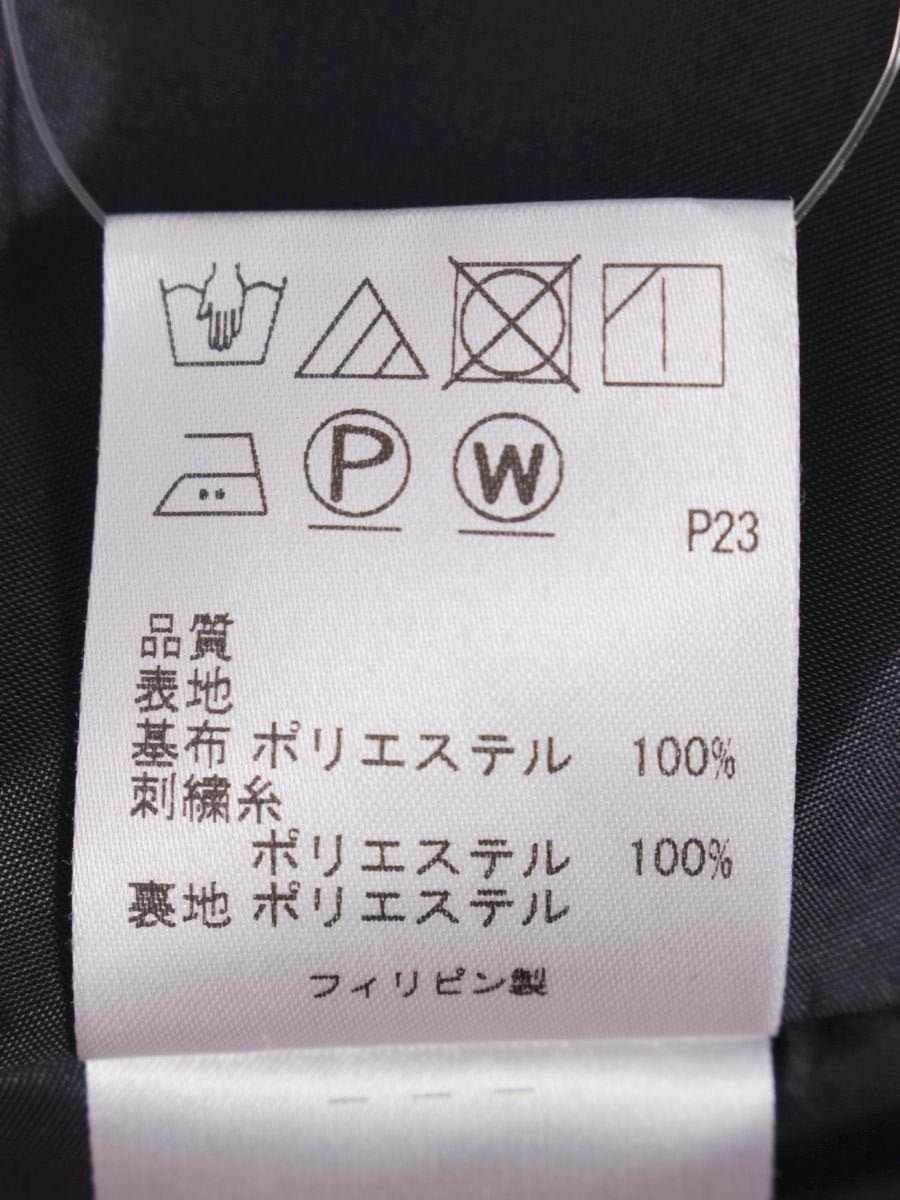 P W
P23
品質
表地
基布 ポリエステル 100%
刺繍糸
ポリエステル 100%
裏地 ポリエステル
フィリピン製